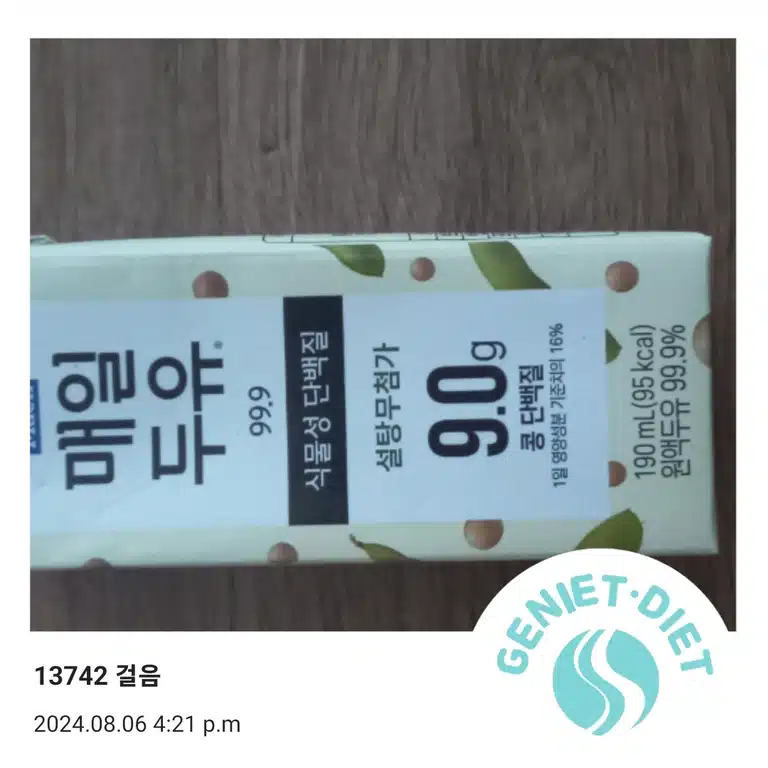 매일
두유®
99.9
식물성 단백질
설탕무첨가
9.0g
콩 단백질
1일 영양성분 기준치의 16%
190 mL(95 kcal)
원액두유 99.9%
GENIET·DIET
13742 걸음
2024.08.06 4:21 p.m